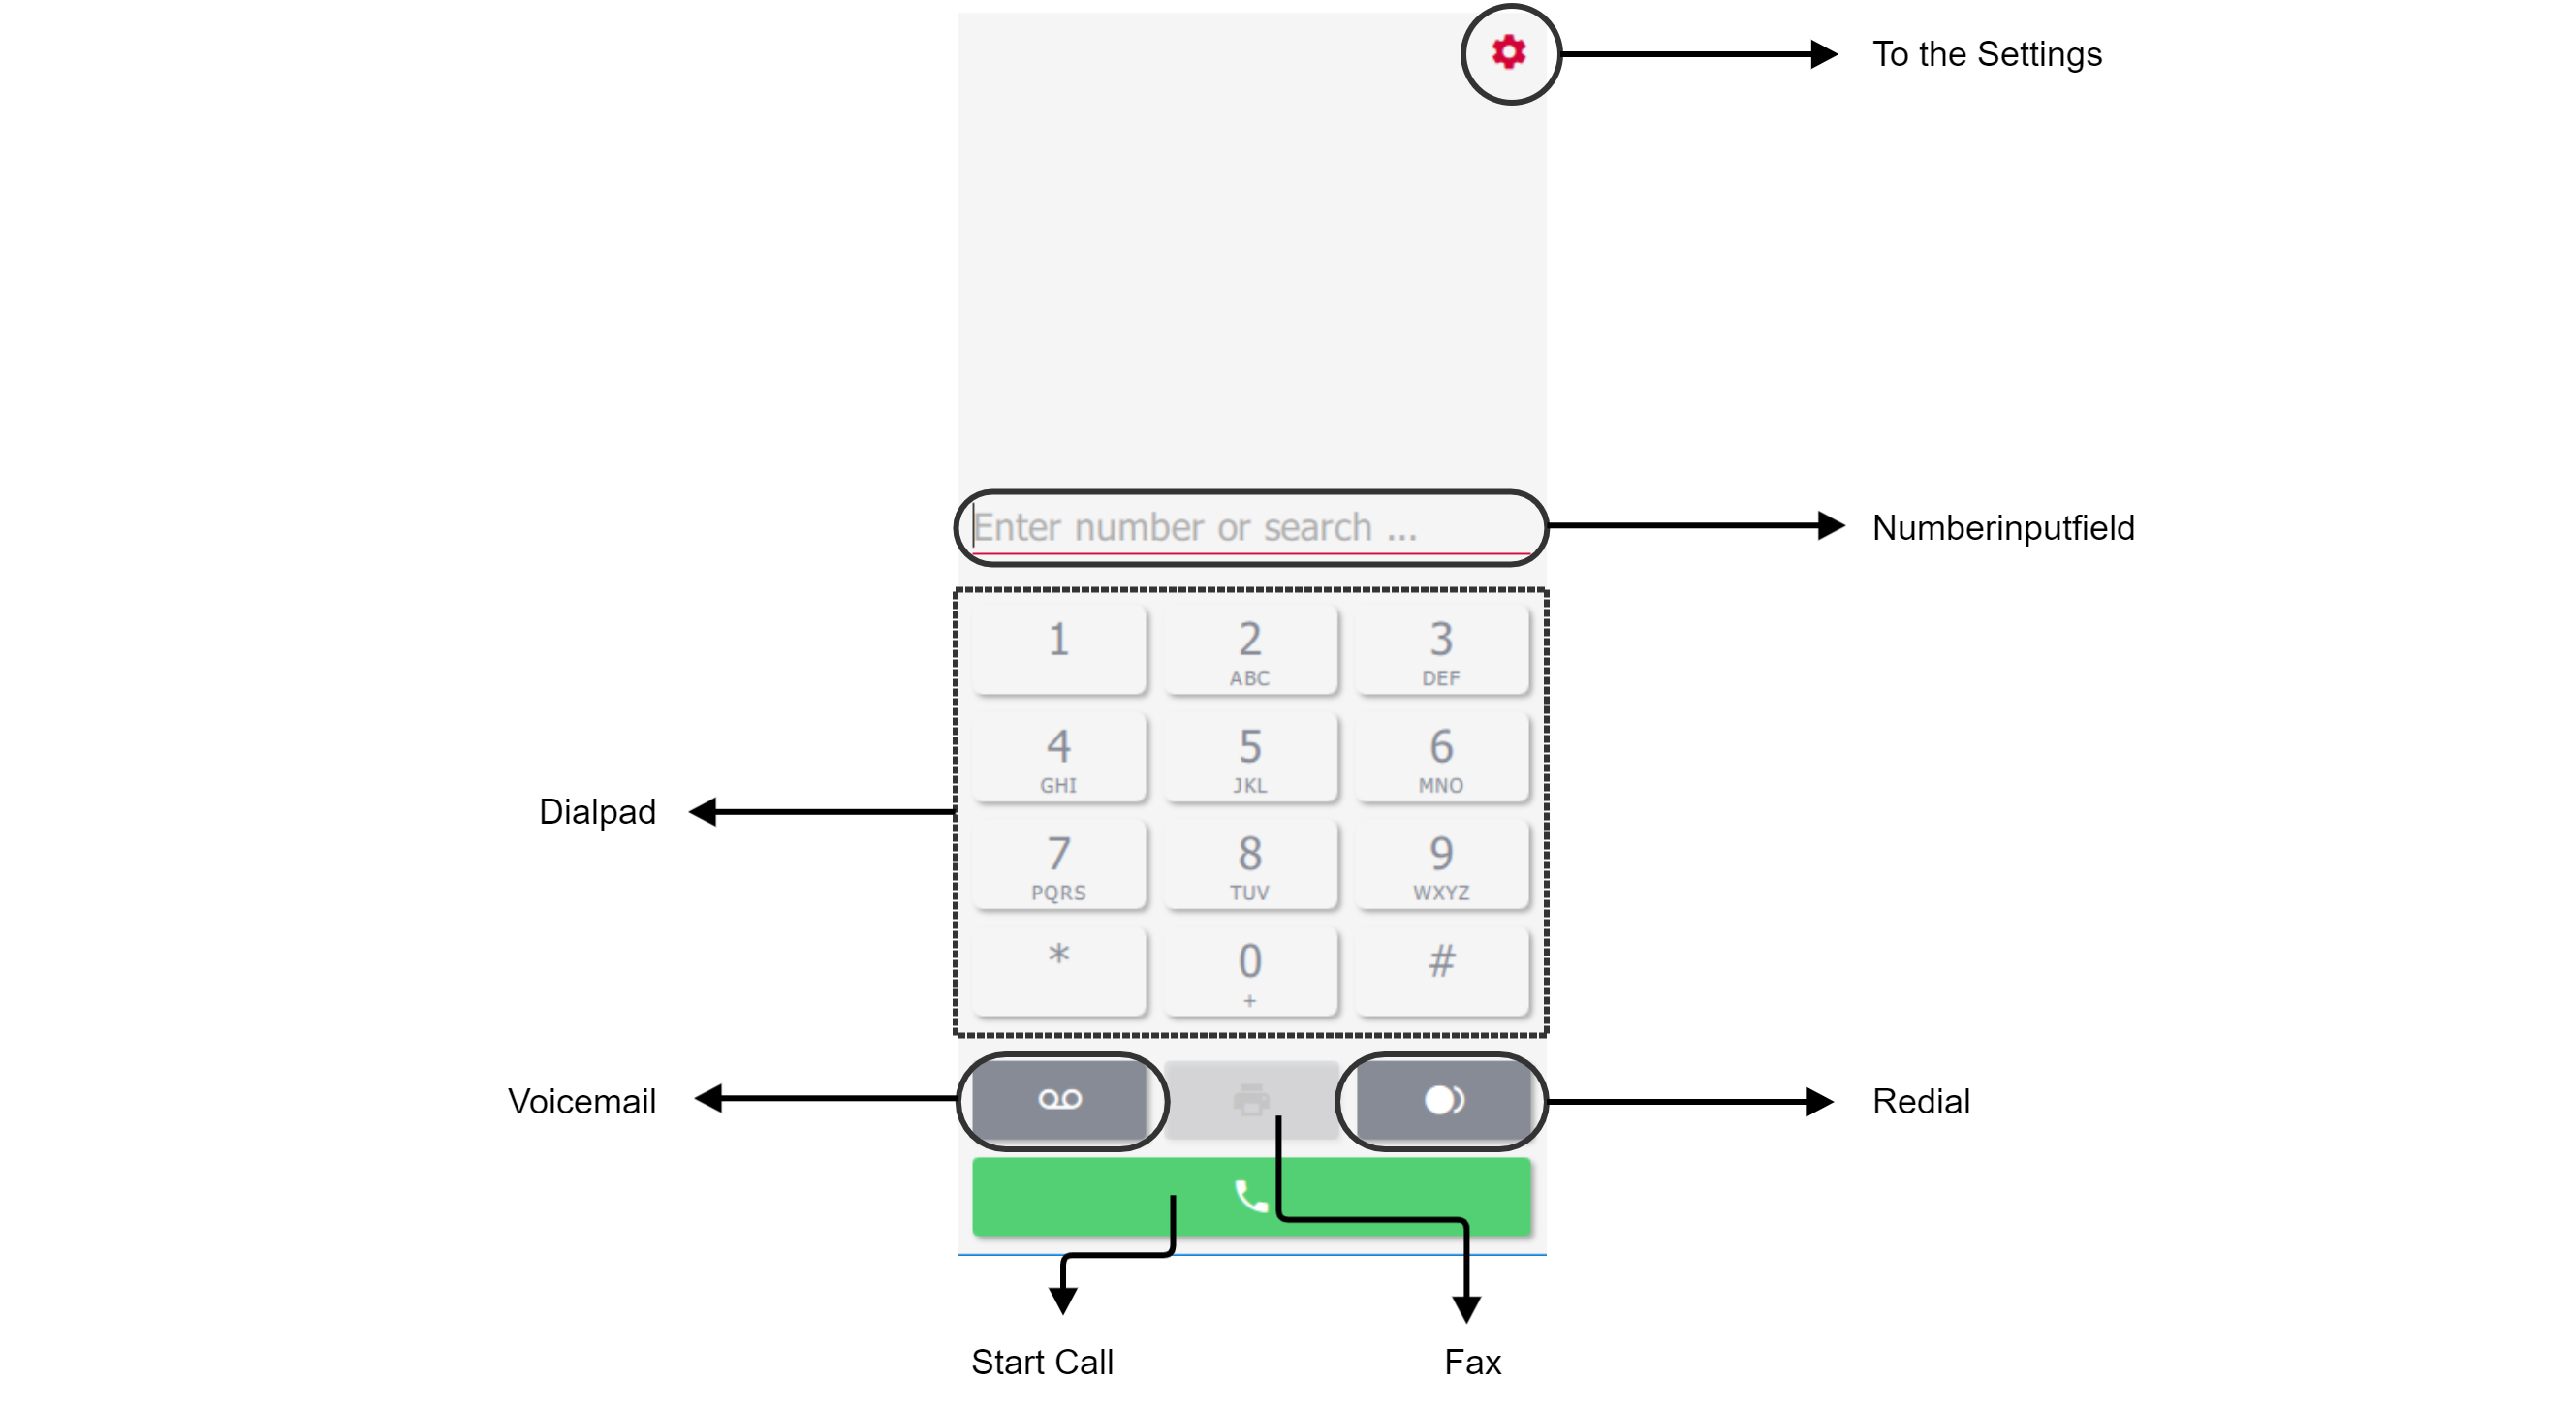 To the Settings
Enter number or search ...
Numberinputfield
1
2
3
ABC
DEF
4
5
6
GHI
JKL
MNO
Dialpad
7
8
9
PQRS
TUV
WXYZ
*
0
#
+
Voicemail
Redial
Start Call
Fax